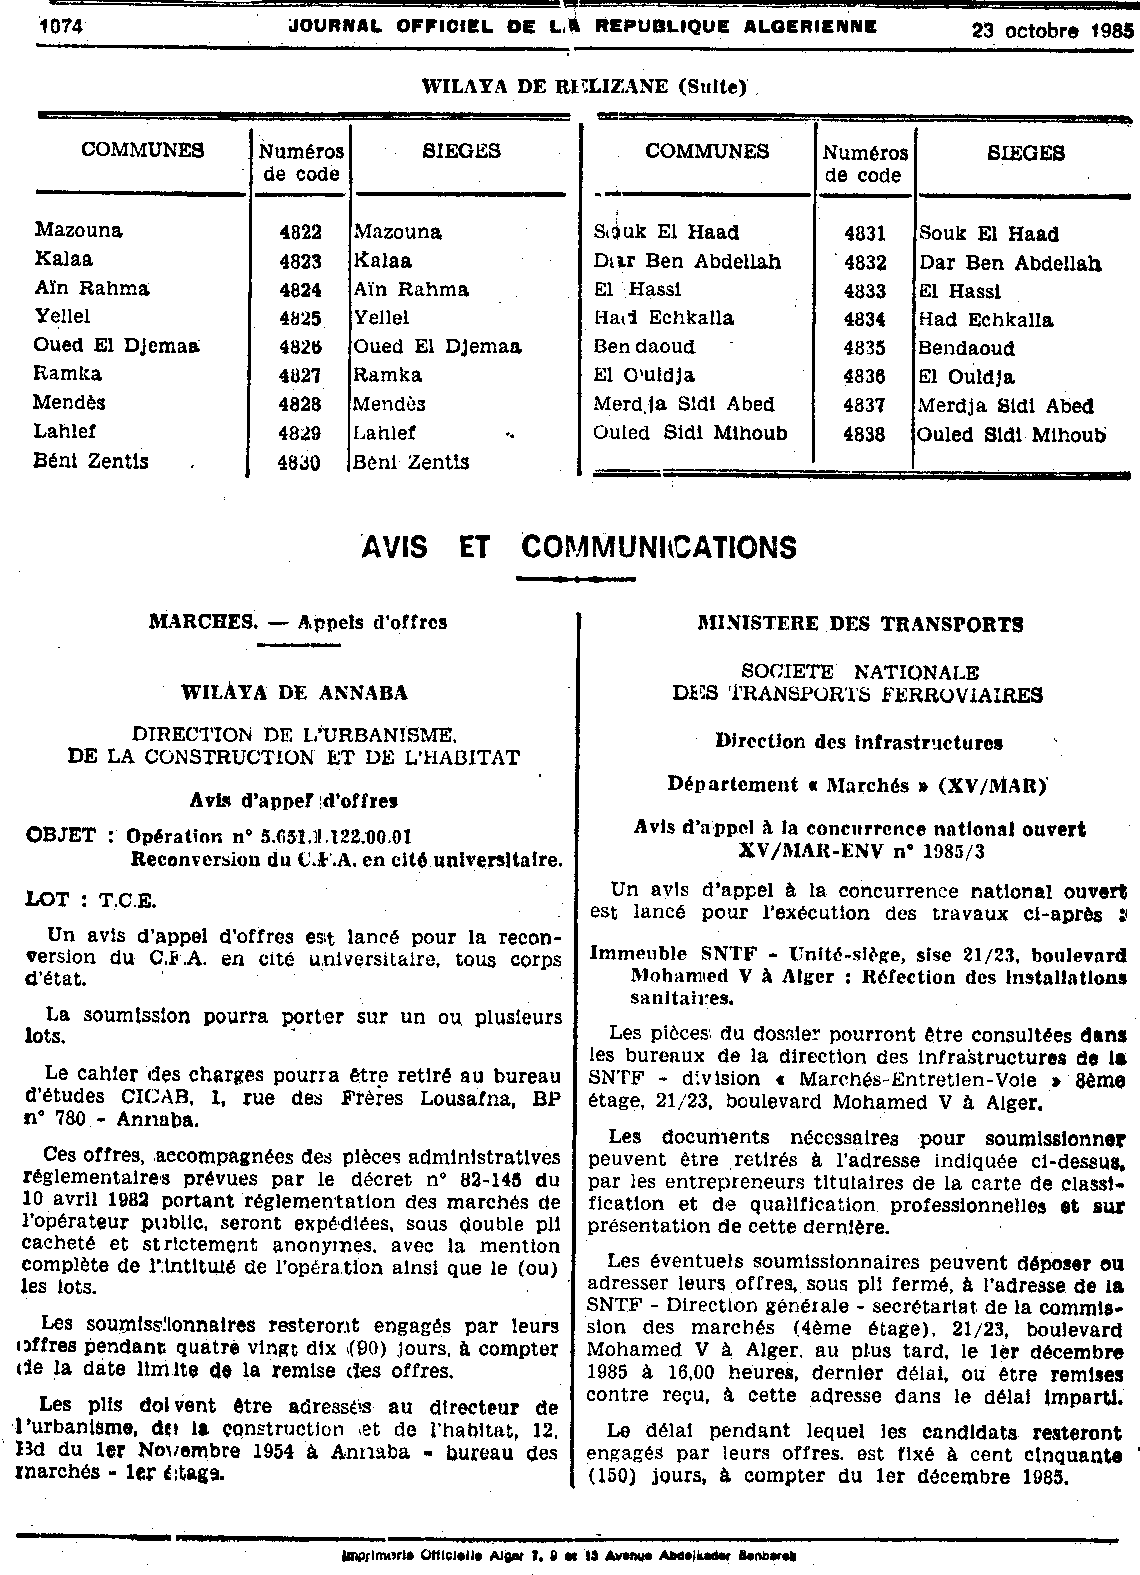 1074 JOURNAL OFFICIEL DE LA REPUBLIQUE ALGERIENNE 23 octobre 1985
WILAYA DE RELIZANE (Suite)
COMMUNES Numéros de code SIEGES
Mazouna 4822 Mazouna
Kalaa 4823 Kalaa
Aïn Rahma 4824 Aïn Rahma
Yellel 4825 Yellel
Oued El Djemaa 4826 Oued El Djemaa
Ramka 4827 Ramka
Mendès 4828 Mendès
Lahlef 4829 Lahlef
Béni Zentis 4830 Béni Zentis
COMMUNES Numéros de code SIEGES
Souk El Haad 4831 Souk El Haad
Dar Ben Abdellah 4832 Dar Ben Abdellah
El Hassi 4833 El Hassi
Had Echkalla 4834 Had Echkalla
Bendaoud 4835 Bendaoud
El Ouldja 4836 El Ouldja
Merdja Sidi Abed 4837 Merdja Sidi Abed
Ouled Sidi Mihoub 4838 Ouled Sidi Mihoub
AVIS ET COMMUNICATIONS
MARCHES. — Appels d'offres
WILAYA DE ANNABA
DIRECTION DE L'URBANISME,
DE LA CONSTRUCTION ET DE L'HABITAT
Avis d'appel d'offres
OBJET : Opération n° 5.651.1.122.00.01
Reconversion du C.F.A. en cité universitaire.
LOT : T.C.E.
Un avis d'appel d'offres est lancé pour la recon-
version du C.F.A. en cité universitaire, tous corps
d'état.
La soumission pourra porter sur un ou plusieurs
lots.
Le cahier des charges pourra être retiré au bureau
d'études CICAB, 1, rue des Frères Lousafna, BP
n° 780 - Annaba.
Ces offres, accompagnées des pièces administratives
réglementaires prévues par le décret n° 82-145 du
10 avril 1982 portant réglementation des marchés de
l'opérateur public, seront expédiées, sous double pli
cacheté et strictement anonymes, avec la mention
complète de l'intitulé de l'opération ainsi que le (ou)
les lots.
Les soumissionnaires resteront engagés par leurs
offres pendant quatre vingt dix (90) jours, à compter
de la date limite de la remise des offres.
Les plis doivent être adressés au directeur de
l'urbanisme, de la construction et de l'habitat, 12,
Bd du 1er Novembre 1954 à Annaba - bureau des
marchés - 1er étage.
MINISTERE DES TRANSPORTS
SOCIETE NATIONALE
DES TRANSPORTS FERROVIAIRES
Direction des infrastructures
Département « Marchés » (XV/MAR)
Avis d'appel à la concurrence national ouvert
XV/MAR-ENV n° 1985/3
Un avis d'appel à la concurrence national ouvert
est lancé pour l'exécution des travaux ci-après :
Immeuble SNTF - Unité-siège, sise 21/23, boulevard
Mohamed V à Alger : Réfection des installations
sanitaires.
Les pièces du dossier pourront être consultées dans
les bureaux de la direction des infrastructures de la
SNTF - division « Marchés-Entretien-Voie » 8ème
étage, 21/23, boulevard Mohamed V à Alger.
Les documents nécessaires pour soumissionner
peuvent être retirés à l'adresse indiquée ci-dessus,
par les entrepreneurs titulaires de la carte de classi-
fication et de qualification professionnelles et sur
présentation de cette dernière.
Les éventuels soumissionnaires peuvent déposer ou
adresser leurs offres, sous pli fermé, à l'adresse de la
SNTF - Direction générale - secrétariat de la commis-
sion des marchés (4ème étage), 21/23, boulevard
Mohamed V à Alger, au plus tard, le 1er décembre
1985 à 16,00 heures, dernier délai, ou être remises
contre reçu, à cette adresse dans le délai imparti.
Le délai pendant lequel les candidats resteront
engagés par leurs offres, est fixé à cent cinquante
(150) jours, à compter du 1er décembre 1985.
Imprimerie Officielle Alger 7, 9 et 13 Avenue Abdelkader Benbarek